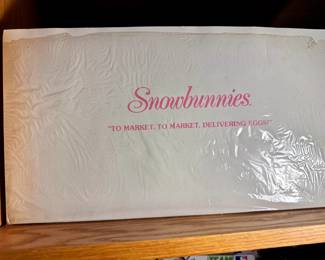 Snowbunnies.
"TO MARKET, TO MARKET, DELIVERING EGGS!"